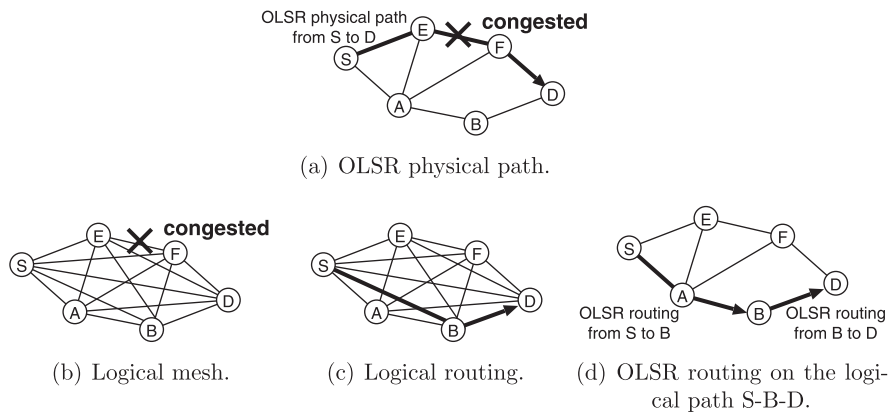 OLSR physical path
from S to D
congested
E
F
S
D
A
B
(a) OLSR physical path.
congested
E
F
S
D
A
B
(b) Logical mesh.
E
F
S
D
A
B
(c) Logical routing.
E
F
S
D
A
B
OLSR routing
from S to B
OLSR routing
from B to D
(d) OLSR routing on the logi-
cal path S-B-D.